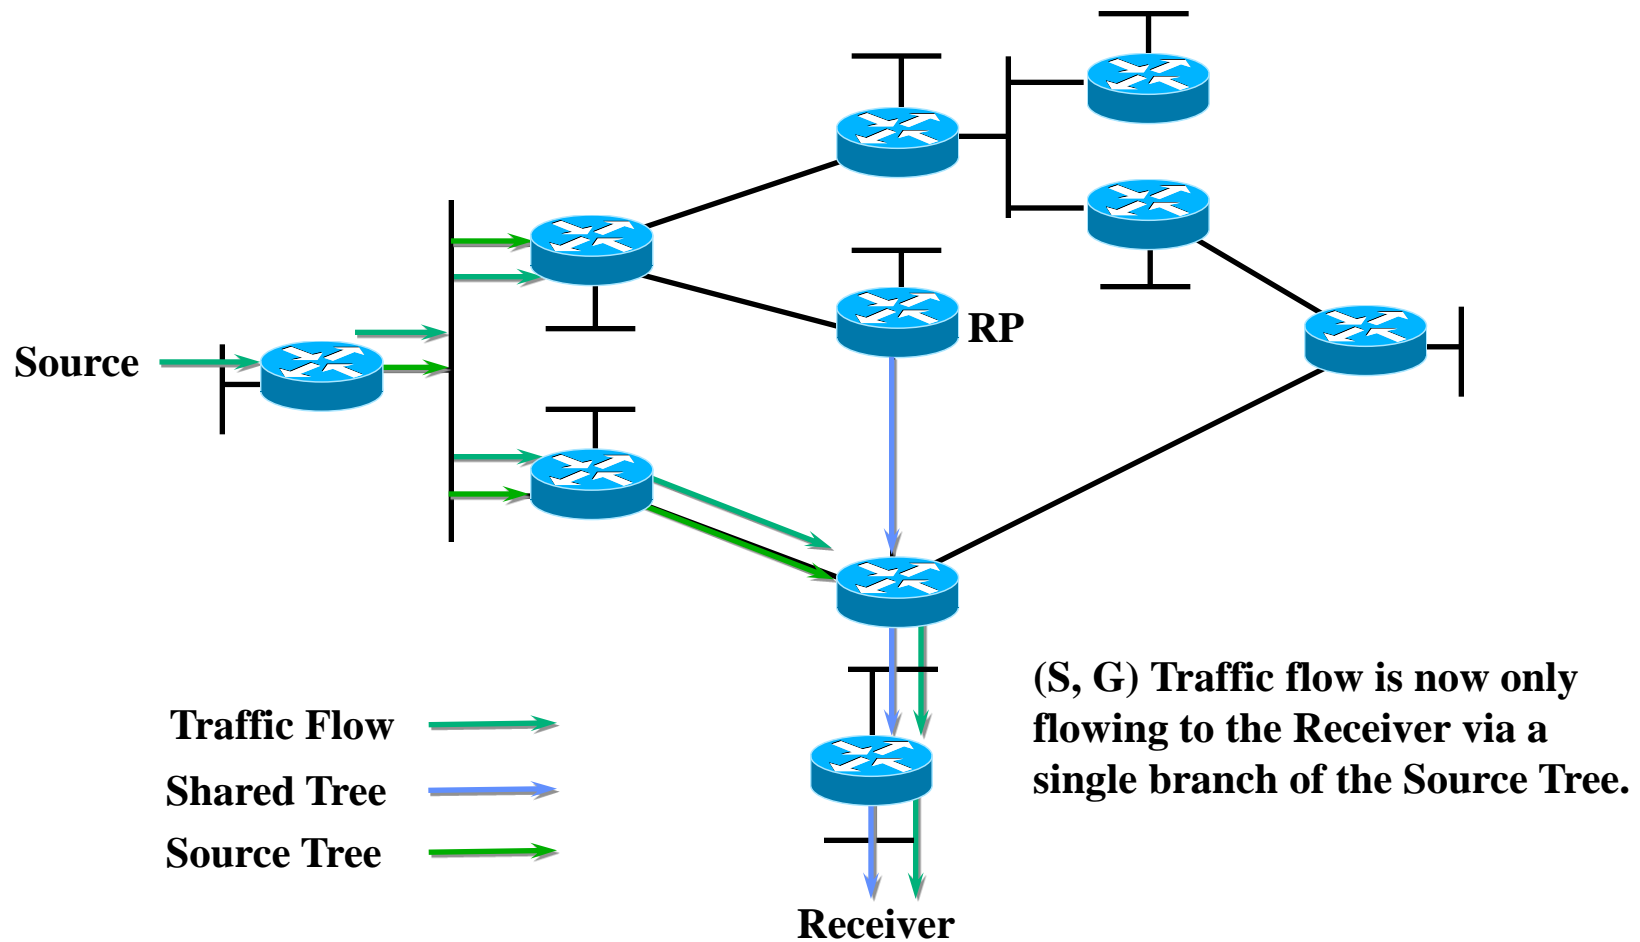 RP
Source
(S, G) Traffic flow is now only
flowing to the Receiver via a
single branch of the Source Tree.
Traffic Flow
Shared Tree
Source Tree
Receiver